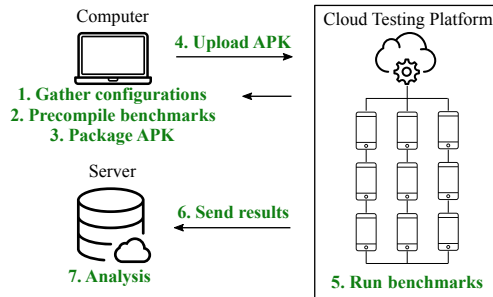 Computer
4. Upload APK
Cloud Testing Platform
1. Gather configurations
2. Precompile benchmarks
3. Package APK
Server
6. Send results
7. Analysis
5. Run benchmarks